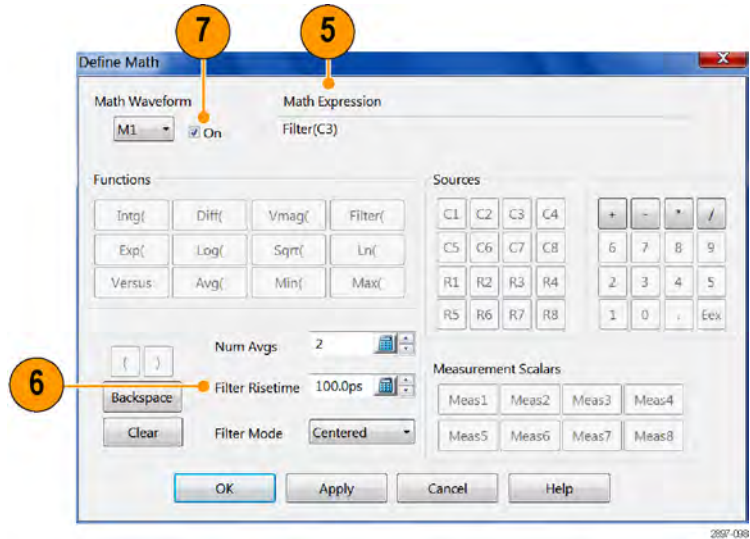 7
5
Define Math
X
Math Waveform
Math Expression
M1
On
Filter(C3)
Functions
Sources
Intg( Diff( Vmag( Filter(
C1 C2 C3 C4
+ - * /
Exp( Log( Sqrt( Ln(
C5 C6 C7 C8
6 7 8 9
Versus Avg( Min( Max(
R1 R2 R3 R4
2 3 4 5
R5 R6 R7 R8
1 0 . Eex
( )
Num Avgs 2
6
Filter Risetime 100.0ps
Measurement Scalars
Backspace
Meas1 Meas2 Meas3 Meas4
Clear
Filter Mode Centered
Meas5 Meas6 Meas7 Meas8
OK Apply Cancel Help
2897-098